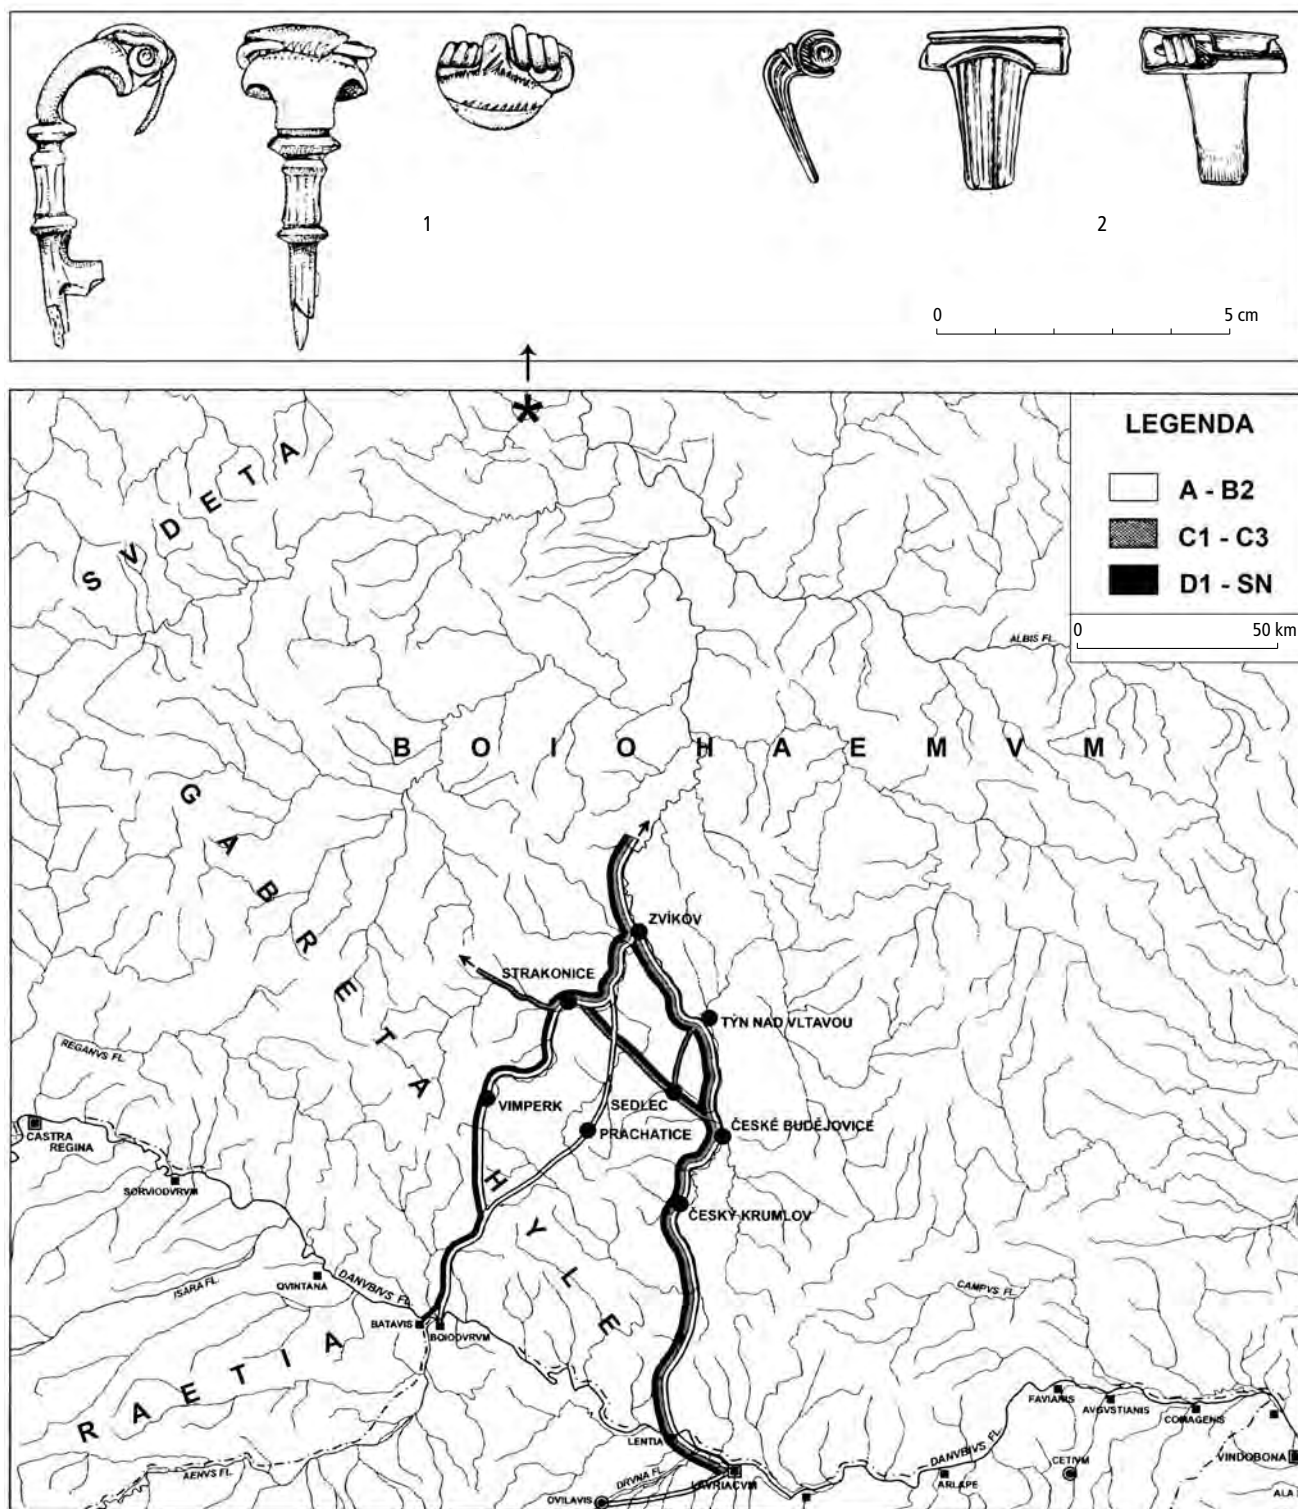 1
2
0 5 cm
LEGENDA
A - B2
C1 - C3
D1 - SN
0 50 km
SVDETA
ALBIS FL.
BOIOHAEMVM
GABRETA
ZVÍKOV
STRAKONICE
TÝN NAD VLTAVOU
REGANVS FL.
VIMPERK
SEDLEC
CASTRA
REGINA
PRACHATICE
ČESKÉ BUDĚJOVICE
SORVIODVRVM
HYLE
ČESKÝ KRUMLOV
ISARA FL.
QVINTANA
DANVBIVS FL.
CAMPVS FL.
BATAVIS
BOIODVRVM
RAETIA
FAVIANIS
AVGVSTIANIS
COMAGENIS
LENTIA
DANVBIVS FL.
VINDOBONA
AENVS FL.
DRVNA FL.
LAVRIACVM
CETIVM
ARLAPE
OVILAVIS
ALA